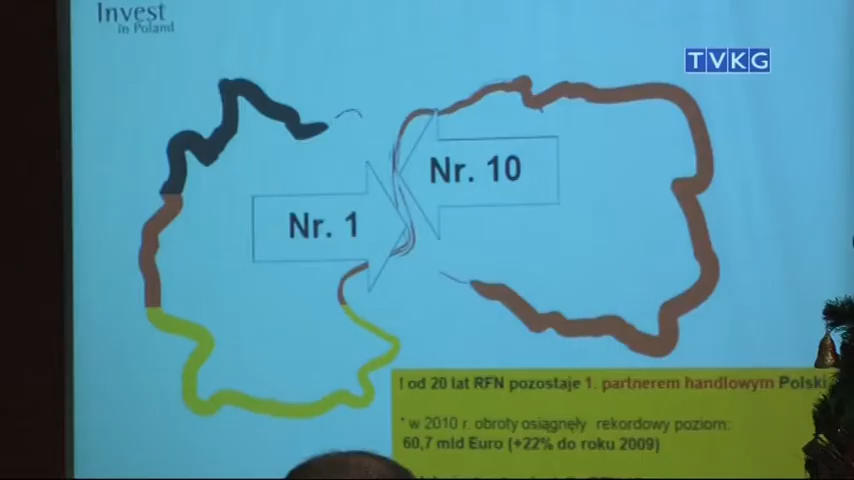 Invest
in Poland
TVKG
Nr. 10
Nr. 1
I od 20 lat RFN pozostaje 1. partnerem handlowym Polski
* w 2010 r. obroty osiągnęły rekordowy poziom:
60,7 mld Euro (+22% do roku 2009)